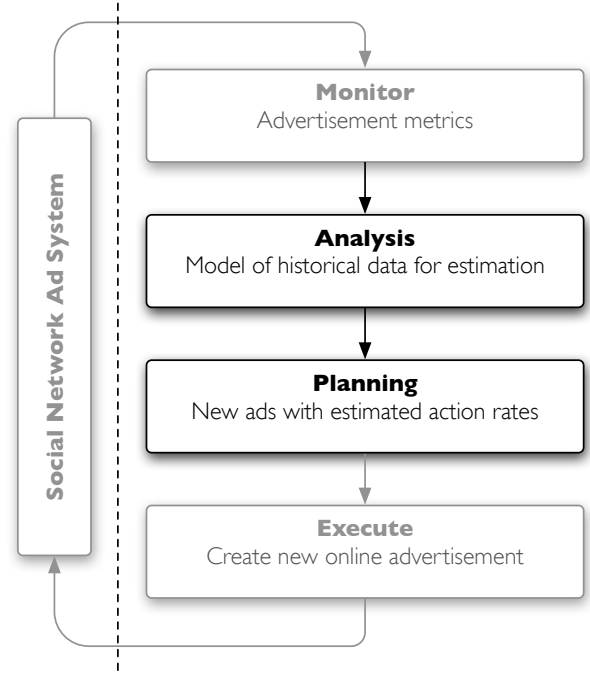 Social Network Ad System
Monitor
Advertisement metrics
Analysis
Model of historical data for estimation
Planning
New ads with estimated action rates
Execute
Create new online advertisement